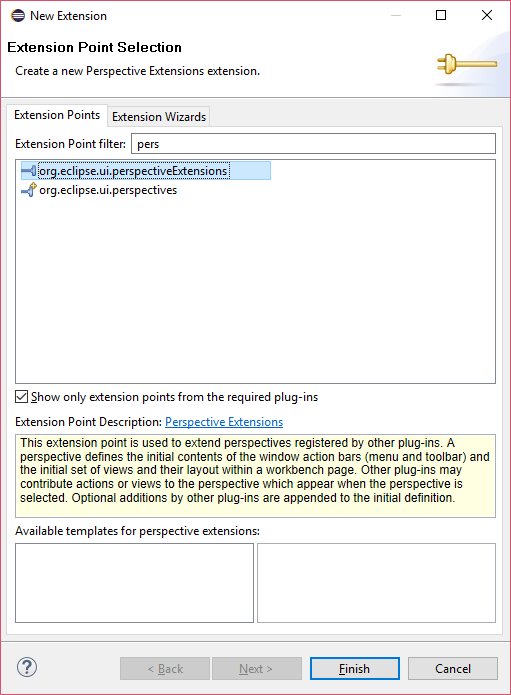 New Extension
Extension Point Selection
Create a new Perspective Extensions extension.
Extension Points
Extension Wizards
Extension Point filter: pers
org.eclipse.ui.perspectiveExtensions
org.eclipse.ui.perspectives
Show only extension points from the required plug-ins
Extension Point Description: Perspective Extensions
This extension point is used to extend perspectives registered by other plug-ins. A
perspective defines the initial contents of the window action bars (menu and toolbar) and
the initial set of views and their layout within a workbench page. Other plug-ins may
contribute actions or views to the perspective which appear when the perspective is
selected. Optional additions by other plug-ins are appended to the initial definition.
Available templates for perspective extensions:
?
< Back
Next >
Finish
Cancel